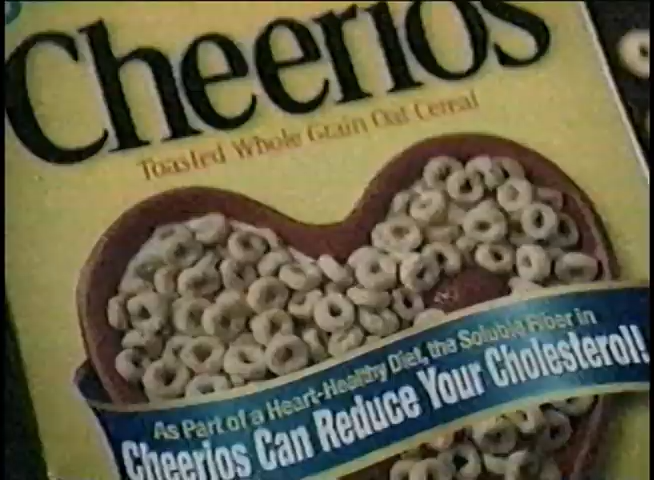 Cheerios
Toasted Whole Grain Oat Cereal
As Part of a Heart-Healthy Diet, the Soluble Fiber in
Cheerios Can Reduce Your Cholesterol!